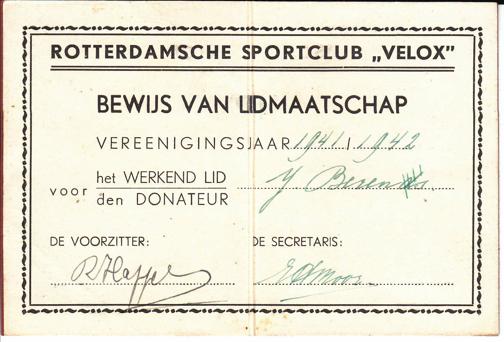 ROTTERDAMSCHE SPORTCLUB „VELOX"
BEWIJS VAN LIDMAATSCHAP
VEREENIGINGSJAAR 1941/1942
voor het WERKEND LID
den DONATEUR
DE VOORZITTER: DE SECRETARIS: